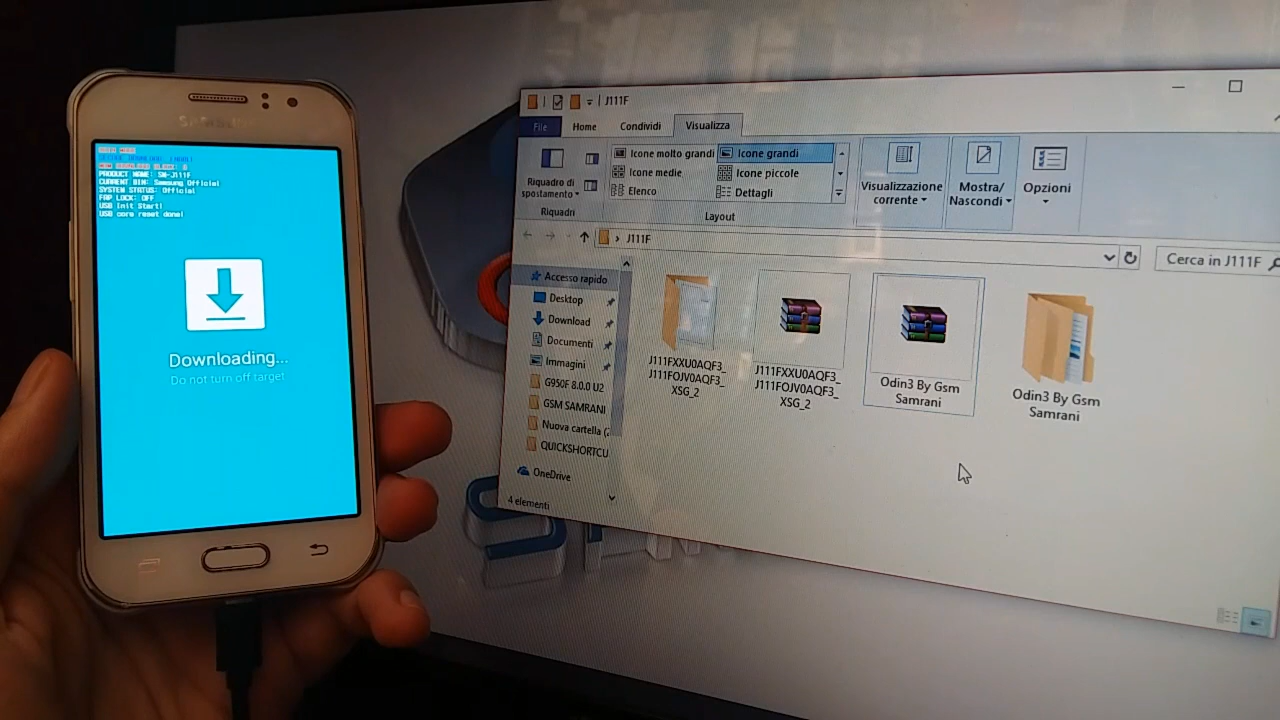 SAMSUNG
ODIN MODE
PRODUCT NAME: SM-J111F
CURRENT BIN: Samsung Official
SYSTEM STATUS: Official
FRP LOCK: OFF
USB Init Start!
USB core reset done!
Downloading...
Do not turn off target
J111F
File
Home
Condividi
Visualizza
Riquadro di
spostamento
Riquadri
Icone molto grandi
Icone grandi
Icone medie
Icone piccole
Elenco
Dettagli
Layout
Visualizzazione
corrente
Mostra/
Nascondi
Opzioni
J111F
Cerca in J111F
Accesso rapido
Desktop
Download
Documenti
Immagini
G950F 8.0.0 U2
GSM SAMRANI
Nuova cartella (2
QUICKSHORTCU
OneDrive
4 elementi
J111FXXU0AQF3_
J111FOJV0AQF3_
XSG_2
J111FXXU0AQF3_
J111FOJV0AQF3_
XSG_2
Odin3 By Gsm
Samrani
Odin3 By Gsm
Samrani